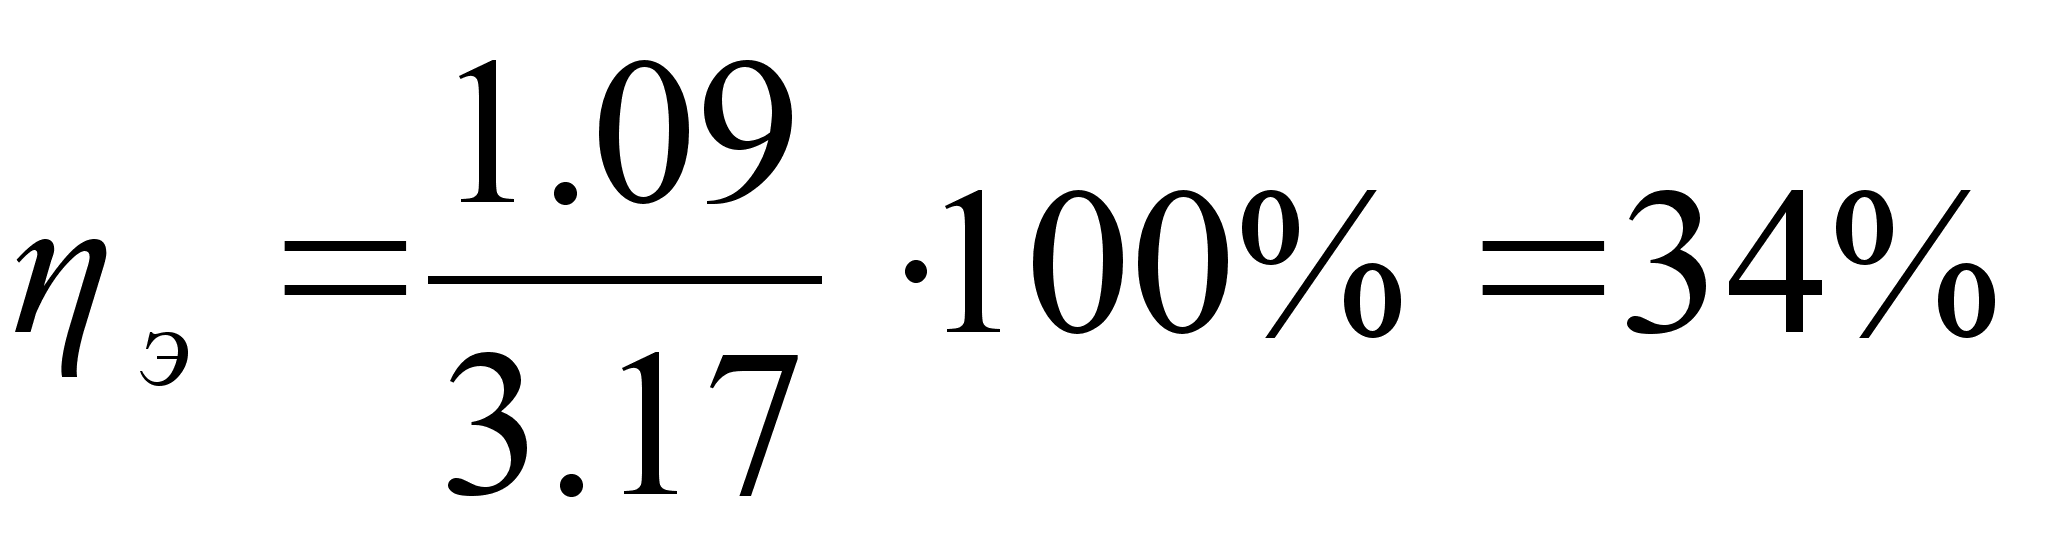 η э = 1.09 / 3.17 ·100% =34%